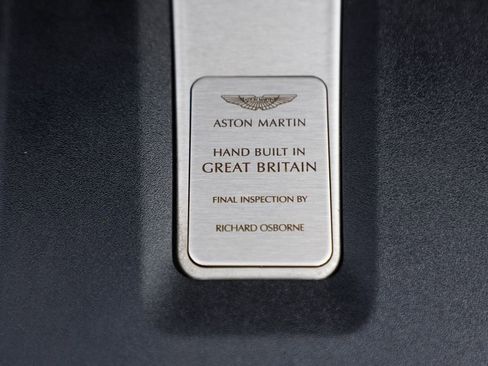 ASTON MARTIN
HAND BUILT IN
GREAT BRITAIN
FINAL INSPECTION BY
RICHARD OSBORNE